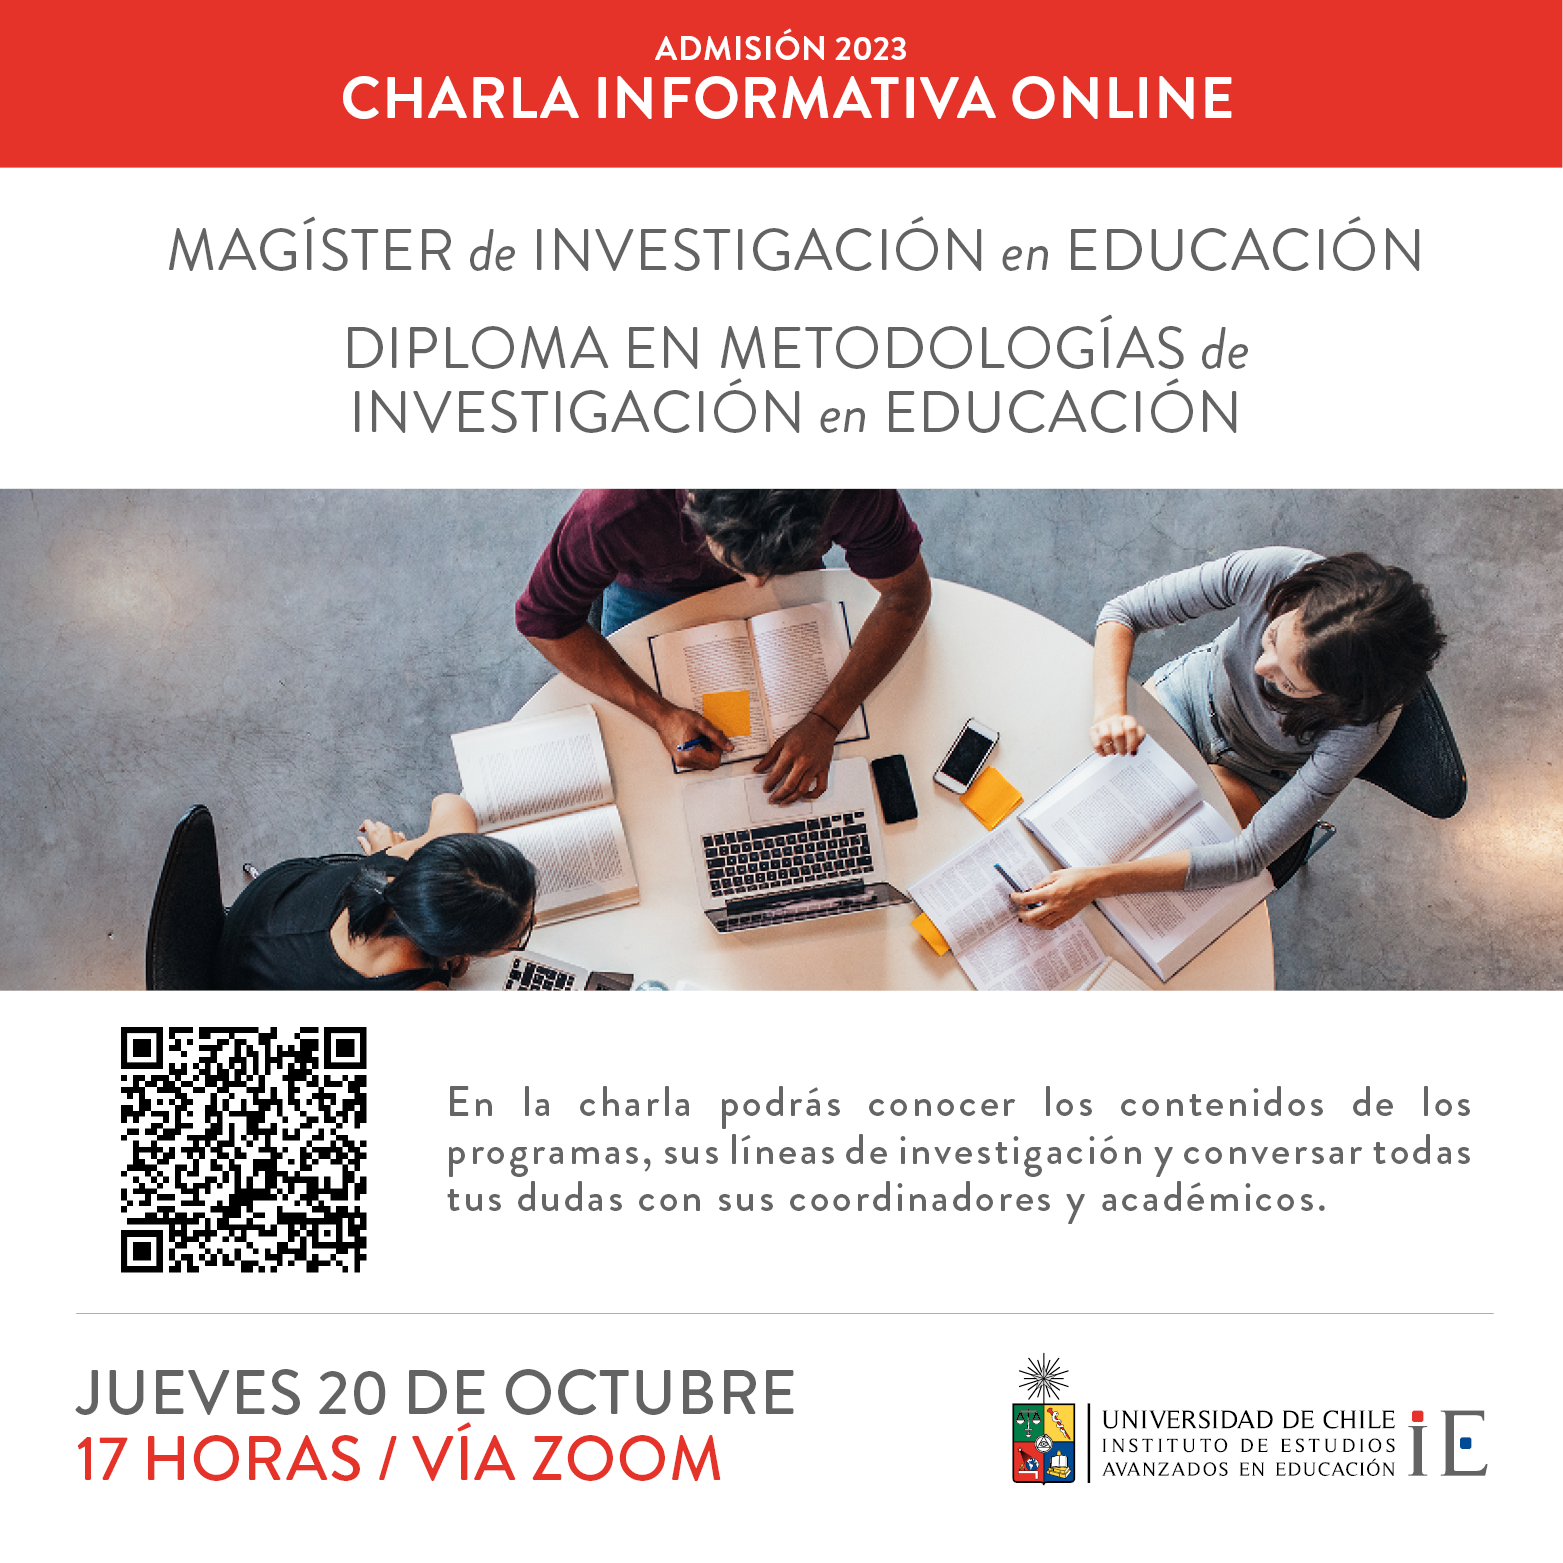 ADMISIÓN 2023
CHARLA INFORMATIVA ONLINE
MAGÍSTER de INVESTIGACIÓN en EDUCACIÓN
DIPLOMA EN METODOLOGÍAS de
INVESTIGACIÓN en EDUCACIÓN
En la charla podrás conocer los contenidos de los
programas, sus líneas de investigación y conversar todas
tus dudas con sus coordinadores y académicos.
JUEVES 20 DE OCTUBRE
17 HORAS / VÍA ZOOM
UNIVERSIDAD DE CHILE
INSTITUTO DE ESTUDIOS
AVANZADOS EN EDUCACIÓN
iE